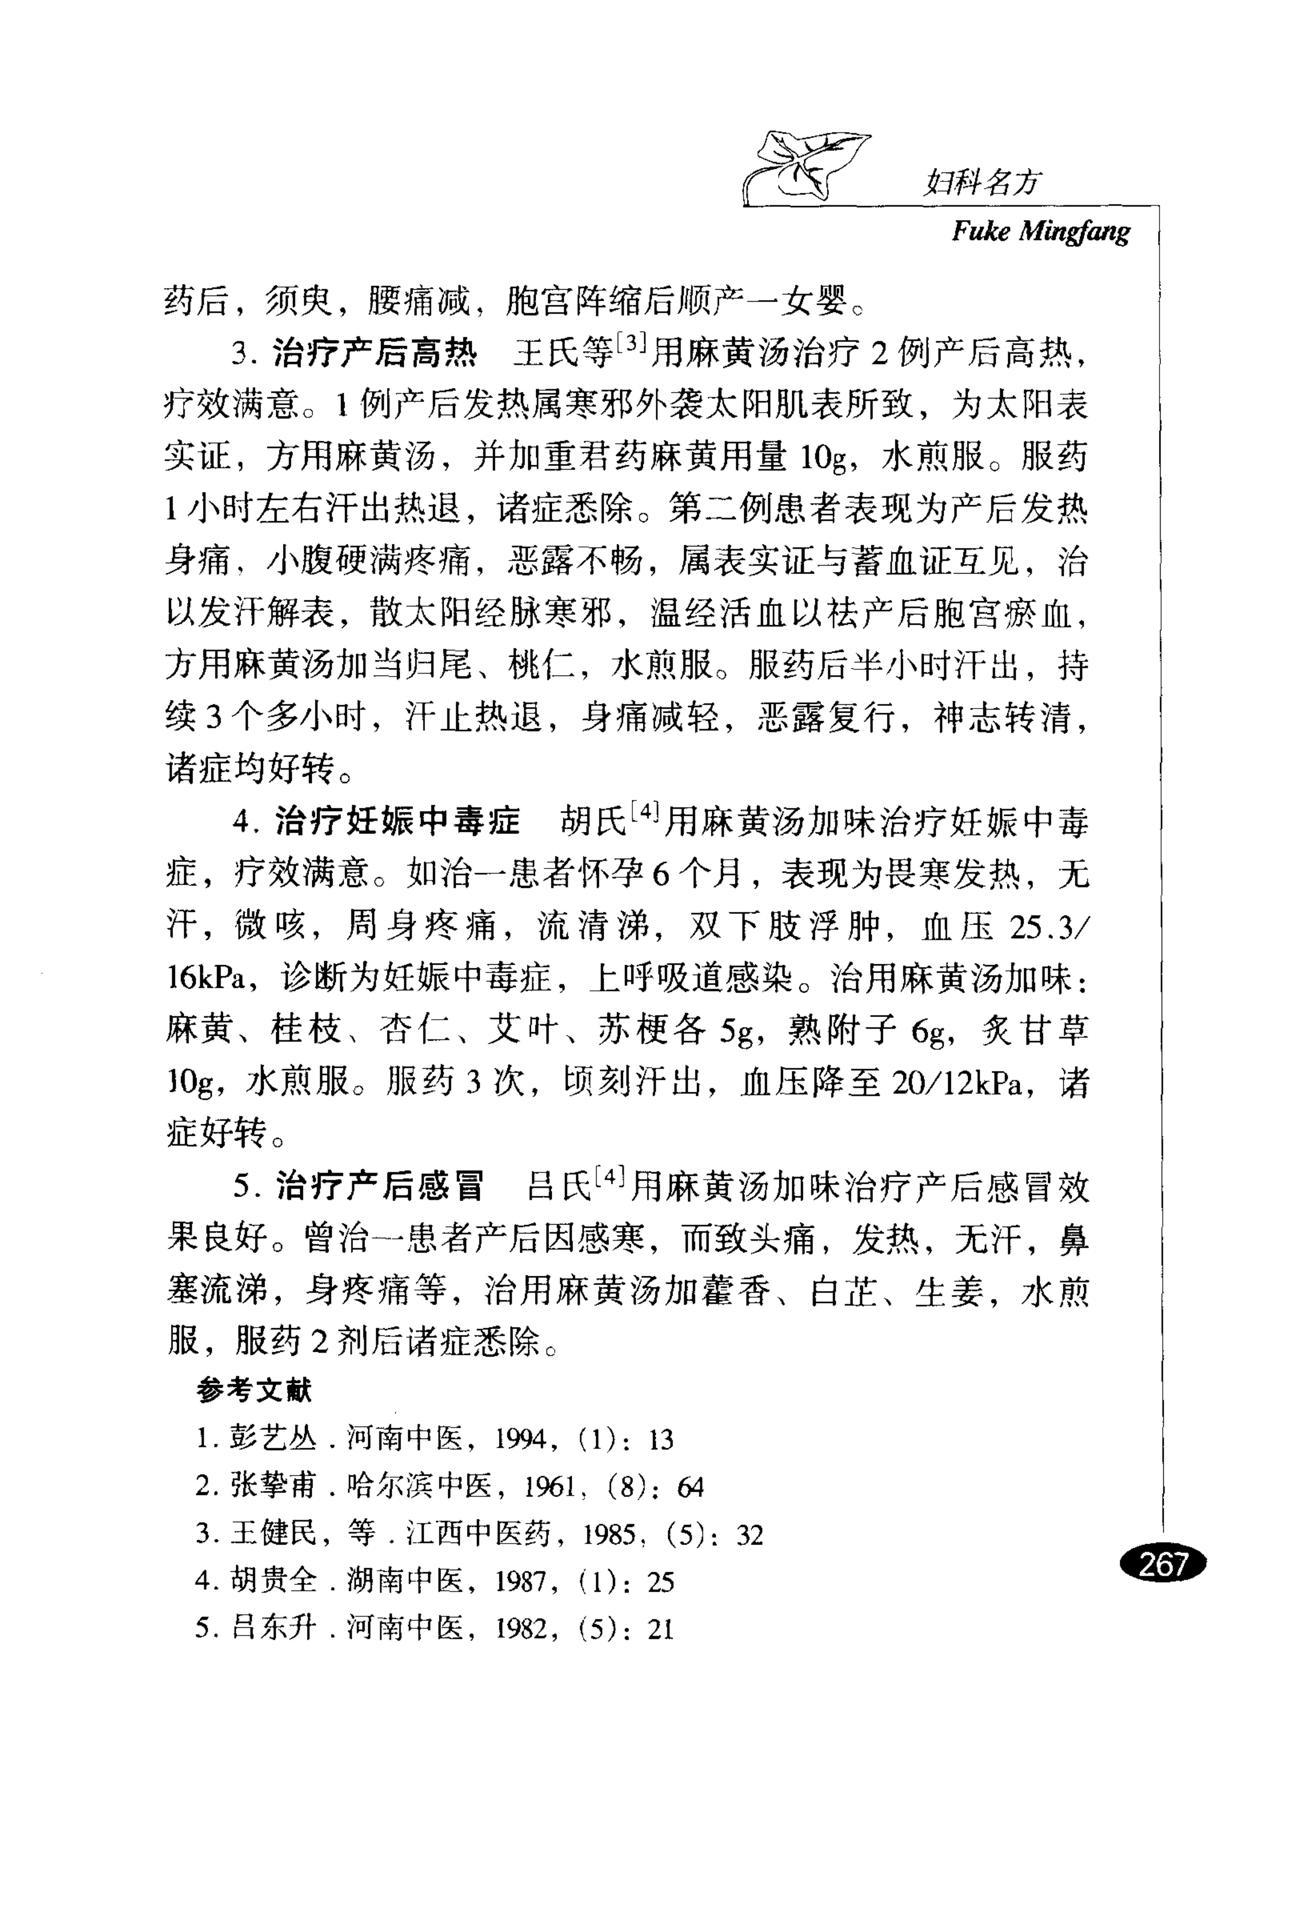 妇科名方
Fuke Mingfang
药后，须臾，腰痛减，胞宫阵缩后顺产一女婴。
3. 治疗产后高热　王氏等[3]用麻黄汤治疗 2 例产后高热，
疗效满意。1 例产后发热属寒邪外袭太阳肌表所致，为太阳表
实证，方用麻黄汤，并加重君药麻黄用量 10g，水煎服。服药
1 小时左右汗出热退，诸症悉除。第二例患者表现为产后发热
身痛，小腹硬满疼痛，恶露不畅，属表实证与蓄血证互见，治
以发汗解表，散太阳经脉寒邪，温经活血以祛产后胞宫瘀血，
方用麻黄汤加当归尾、桃仁，水煎服。服药后半小时汗出，持
续 3 个多小时，汗止热退，身痛减轻，恶露复行，神志转清，
诸症均好转。
4. 治疗妊娠中毒症　胡氏[4]用麻黄汤加味治疗妊娠中毒
症，疗效满意。如治一患者怀孕 6 个月，表现为畏寒发热，无
汗，微咳，周身疼痛，流清涕，双下肢浮肿，血压 25.3/
16kPa，诊断为妊娠中毒症，上呼吸道感染。治用麻黄汤加味：
麻黄、桂枝、杏仁、艾叶、苏梗各 5g，熟附子 6g，炙甘草
10g，水煎服。服药 3 次，顷刻汗出，血压降至 20/12kPa，诸
症好转。
5. 治疗产后感冒　吕氏[4]用麻黄汤加味治疗产后感冒效
果良好。曾治一患者产后因感寒，而致头痛，发热，无汗，鼻
塞流涕，身疼痛等，治用麻黄汤加藿香、白芷、生姜，水煎
服，服药 2 剂后诸症悉除。
参考文献
1. 彭艺丛．河南中医，1994，（1）：13
2. 张挚甫．哈尔滨中医，1961，（8）：64
3. 王健民，等．江西中医药，1985，（5）：32
4. 胡贵全．湖南中医，1987，（1）：25
5. 吕东升．河南中医，1982，（5）：21
267